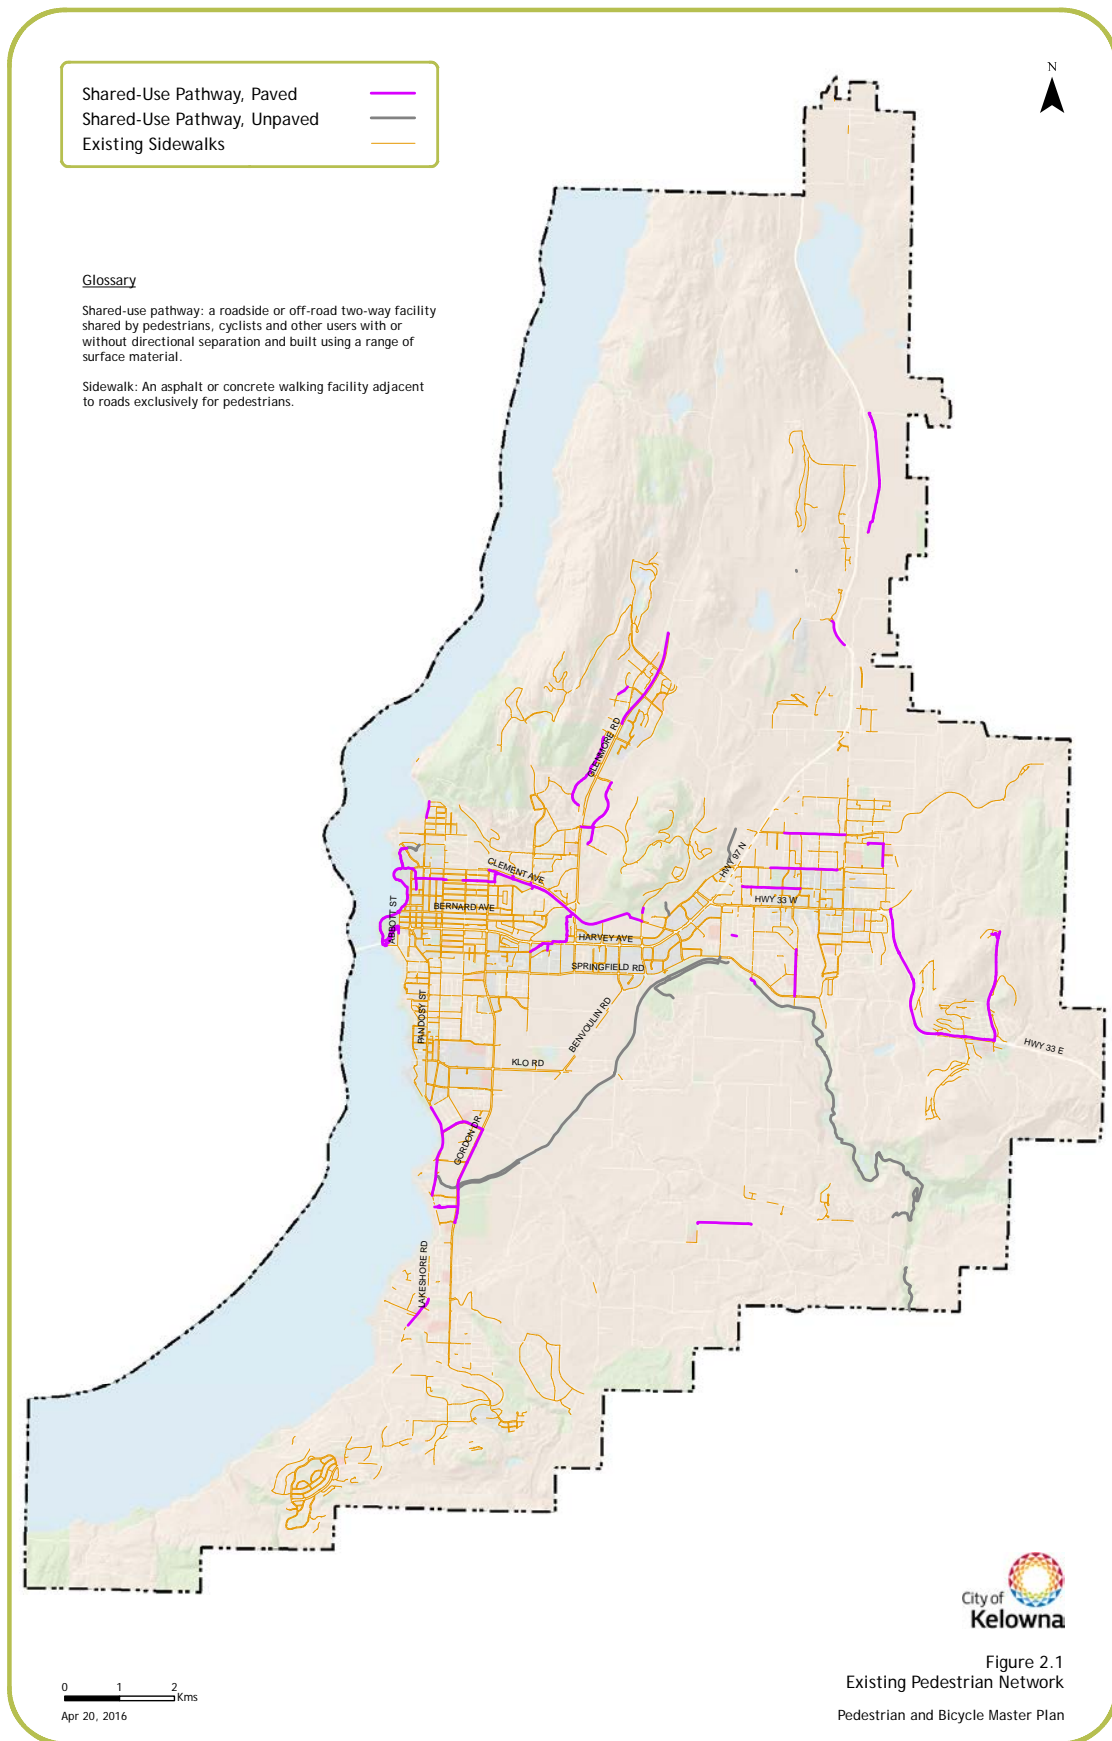 N
Shared-Use Pathway, Paved
Shared-Use Pathway, Unpaved
Existing Sidewalks
Glossary
Shared-use pathway: a roadside or off-road two-way facility
shared by pedestrians, cyclists and other users with or
without directional separation and built using a range of
surface material.
Sidewalk: An asphalt or concrete walking facility adjacent
to roads exclusively for pedestrians.
GLENMORE RD
CLEMENT AVE
HWY 97 N
BERNARD AVE
HWY 33 W
ABBOTT ST
HARVEY AVE
SPRINGFIELD RD
PANDOSY ST
BENVOULIN RD
HWY 33 E
KLO RD
GORDON DR
LAKESHORE RD
City of
Kelowna
Figure 2.1
Existing Pedestrian Network
Pedestrian and Bicycle Master Plan
0 1 2
Kms
Apr 20, 2016